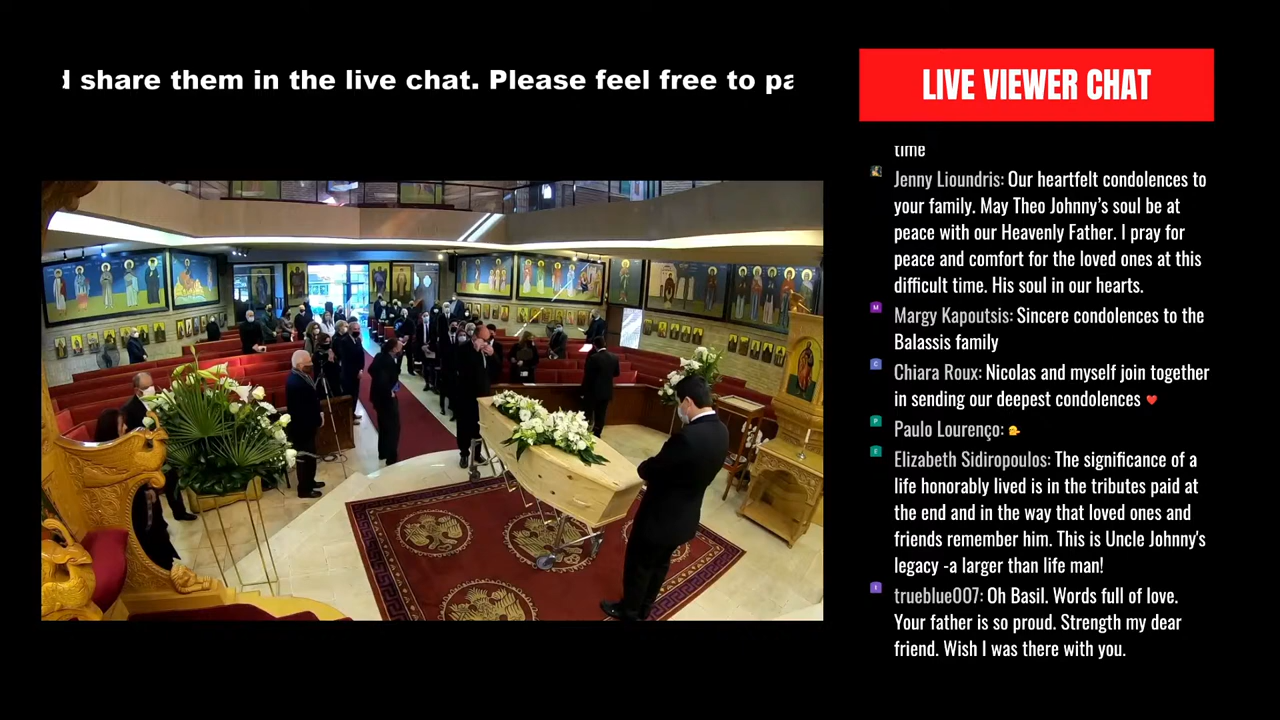 d share them in the live chat. Please feel free to pa
LIVE VIEWER CHAT
time
Jenny Lioundris: Our heartfelt condolences to
your family. May Theo Johnny’s soul be at
peace with our Heavenly Father. I pray for
peace and comfort for the loved ones at this
difficult time. His soul in our hearts.
Margy Kapoutsis: Sincere condolences to the
Balassis family
Chiara Roux: Nicolas and myself join together
in sending our deepest condolences ❤️
Paulo Lourenço:
Elizabeth Sidiropoulos: The significance of a
life honorably lived is in the tributes paid at
the end and in the way that loved ones and
friends remember him. This is Uncle Johnny's
legacy -a larger than life man!
trueblue007: Oh Basil. Words full of love.
Your father is so proud. Strength my dear
friend. Wish I was there with you.